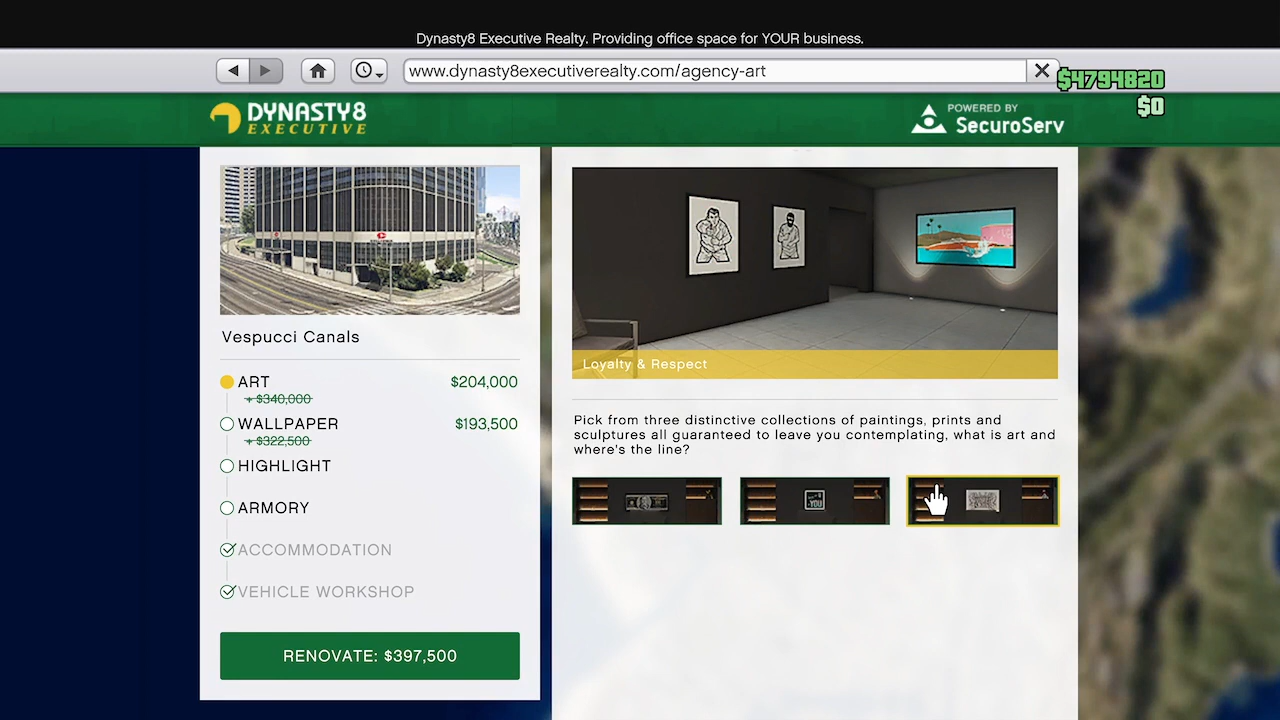 Dynasty8 Executive Realty. Providing office space for YOUR business.
www.dynasty8executiverealty.com/agency-art
$4794820
$0
DYNASTY8
EXECUTIVE
POWERED BY
SecuroServ
Vespucci Canals
ART $204,000
+ $340,000
WALLPAPER $193,500
+ $322,500
HIGHLIGHT
ARMORY
ACCOMMODATION
VEHICLE WORKSHOP
RENOVATE: $397,500
Loyalty & Respect
Pick from three distinctive collections of paintings, prints and
sculptures all guaranteed to leave you contemplating, what is art and
where's the line?